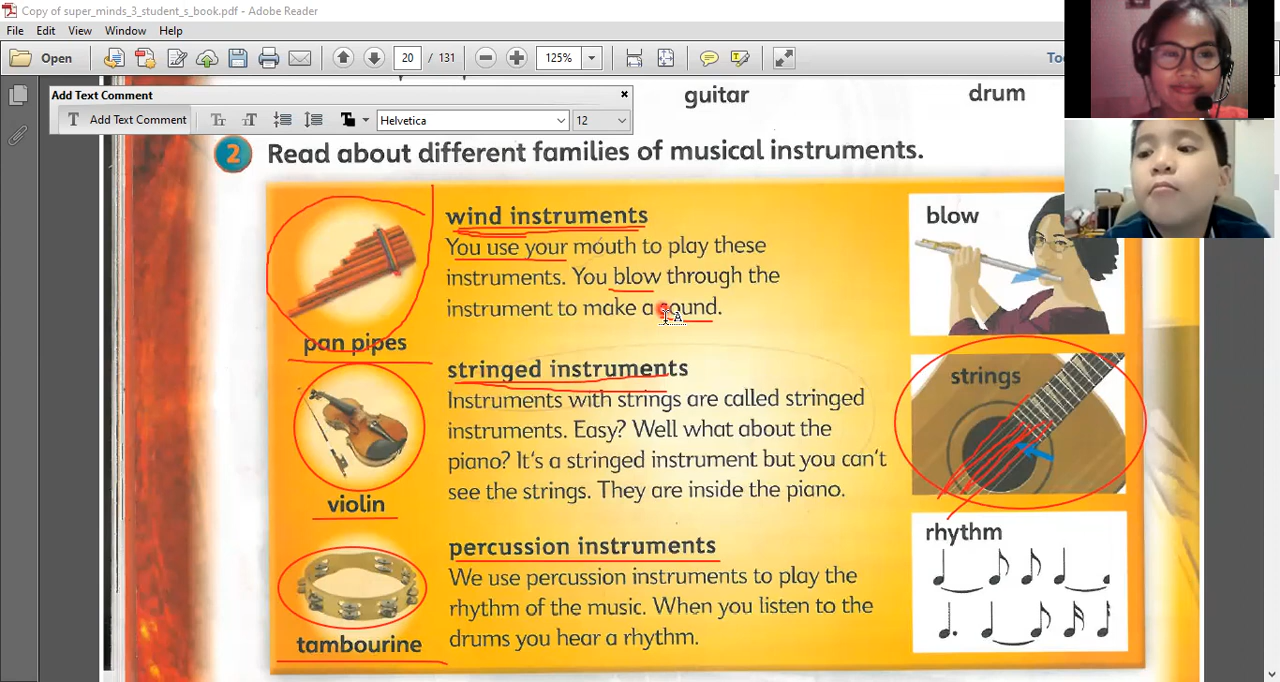 Copy of super_minds_3_student_s_book.pdf - Adobe Reader
File Edit View Window Help
Open 20 / 131 125%
Add Text Comment
Add Text Comment Helvetica 12
guitar drum
2 Read about different families of musical instruments.
wind instruments
You use your mouth to play these
instruments. You blow through the
instrument to make a sound.
pan pipes
blow
stringed instruments
Instruments with strings are called stringed
instruments. Easy? Well what about the
piano? It's a stringed instrument but you can't
see the strings. They are inside the piano.
violin
strings
percussion instruments
We use percussion instruments to play the
rhythm of the music. When you listen to the
drums you hear a rhythm.
tambourine
rhythm